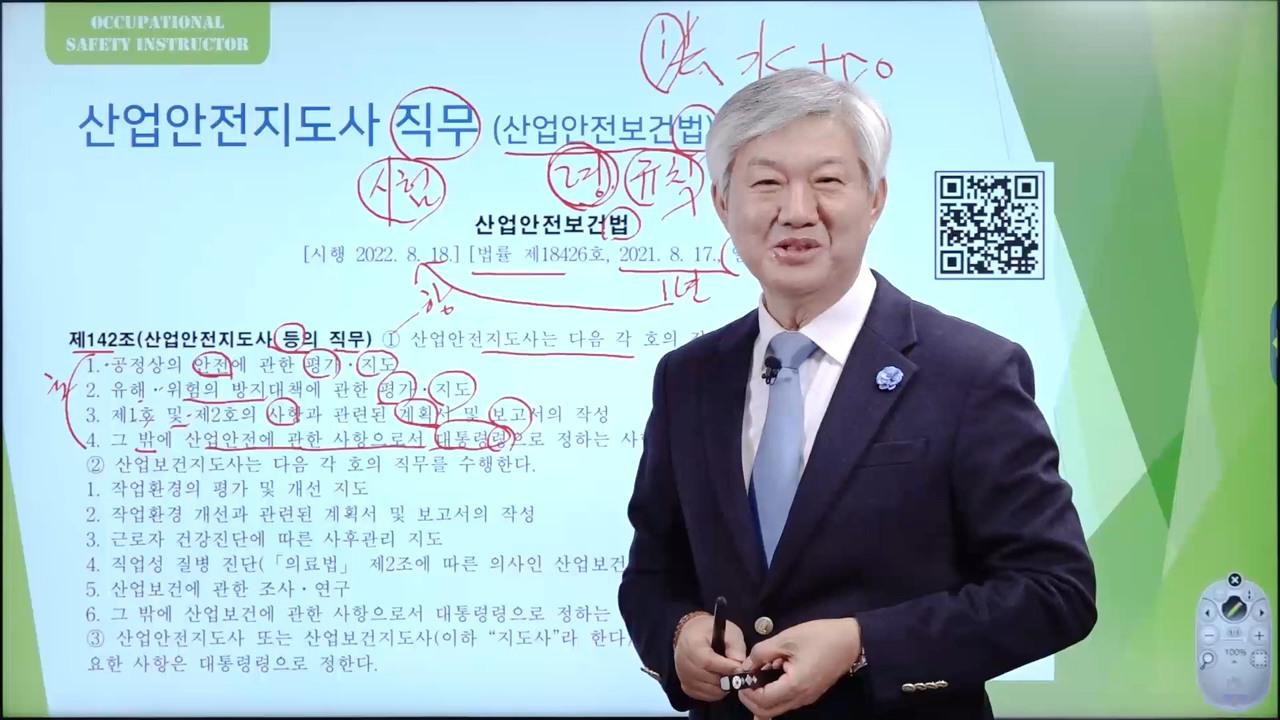 OCCUPATIONAL
SAFETY INSTRUCTOR
산업안전지도사 직무 (산업안전보건법)
시험 령 규칙
산업안전보건법
[시행 2022. 8. 18.] [법률 제18426호, 2021. 8. 17.,
1년
항
제142조(산업안전지도사 등의 직무) ① 산업안전지도사는 다음 각 호의
1. 공정상의 안전에 관한 평가·지도
2. 유해·위험의 방지대책에 관한 평가·지도
3. 제1호 및 제2호의 사항과 관련된 계획서 및 보고서의 작성
4. 그 밖에 산업안전에 관한 사항으로서 대통령령으로 정하는
② 산업보건지도사는 다음 각 호의 직무를 수행한다.
1. 작업환경의 평가 및 개선 지도
2. 작업환경 개선과 관련된 계획서 및 보고서의 작성
3. 근로자 건강진단에 따른 사후관리 지도
4. 직업성 질병 진단(「의료법」 제2조에 따른 의사인 산업보건
5. 산업보건에 관한 조사·연구
6. 그 밖에 산업보건에 관한 사항으로서 대통령령으로 정하는
③ 산업안전지도사 또는 산업보건지도사(이하 “지도사”라 한다)
요한 사항은 대통령령으로 정한다.
100%